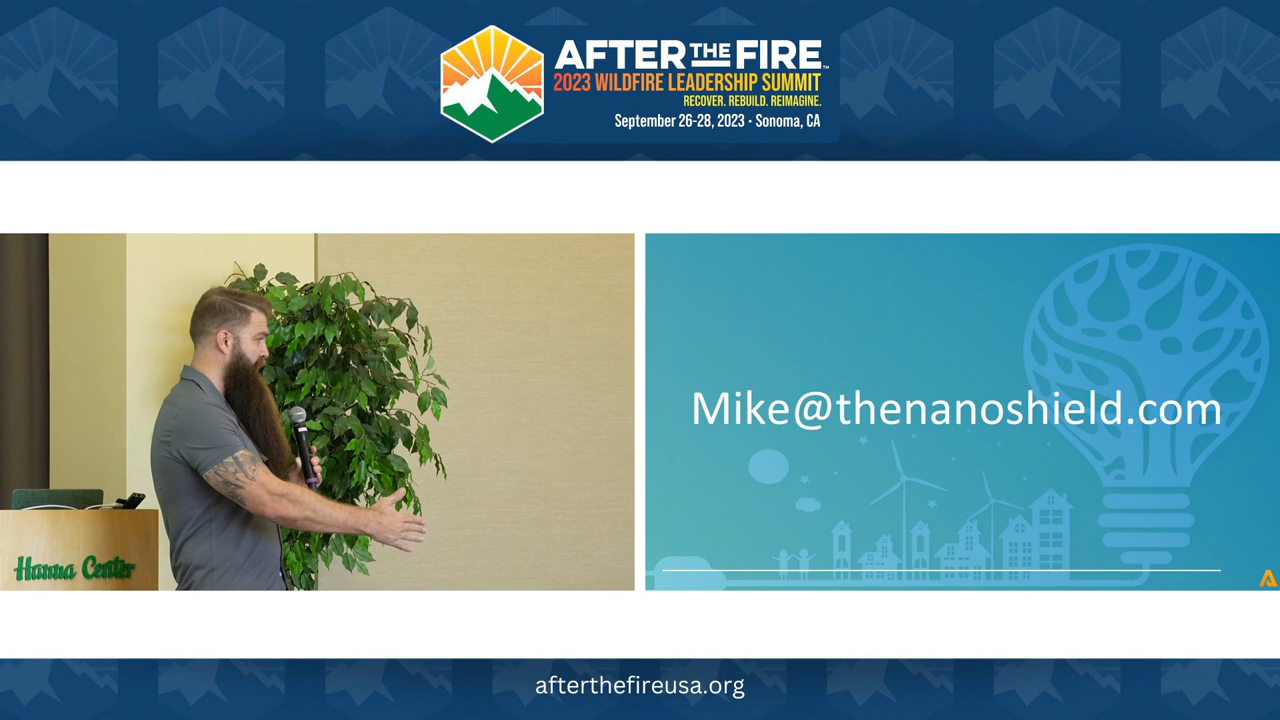 AFTER THE FIRE™
2023 WILDFIRE LEADERSHIP SUMMIT
RECOVER. REBUILD. REIMAGINE.
September 26-28, 2023 • Sonoma, CA
Hanna Center
Mike@thenanoshield.com
afterthefireusa.org